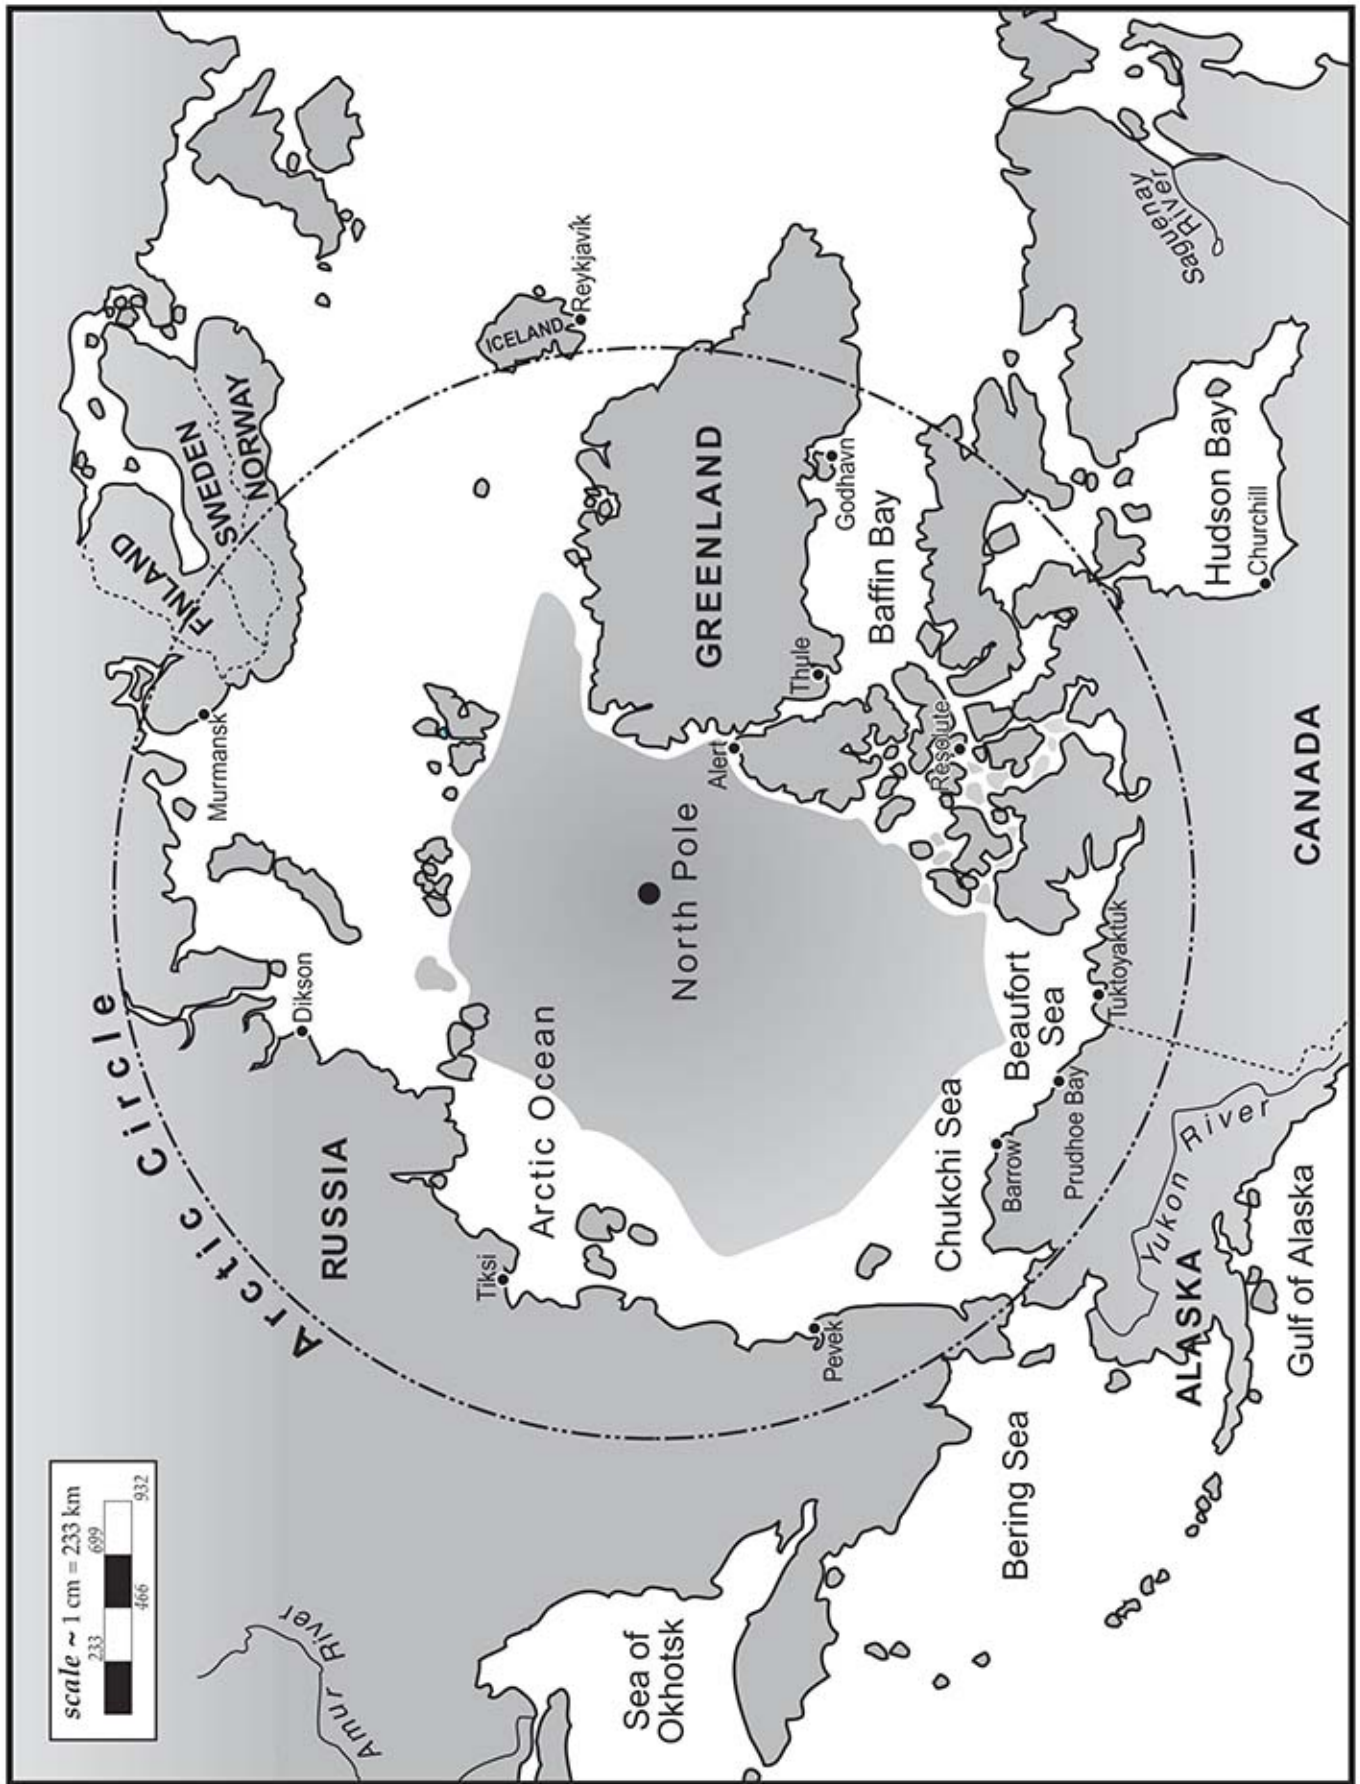 scale ~ 1 cm = 233 km
233
699
466
932
Arctic Circle
Amur River
RUSSIA
FINLAND
SWEDEN
NORWAY
Murmansk
Dikson
Tiksi
Pevek
ICELAND
Reykjavík
Arctic Ocean
North Pole
GREENLAND
Godhavn
Thule
Alert
Baffin Bay
Resolute
Sea of
Okhotsk
Bering Sea
Chukchi Sea
Beaufort
Sea
Barrow
Prudhoe Bay
Tuktoyaktuk
Yukon River
ALASKA
Gulf of Alaska
CANADA
Hudson Bay
Churchill
Saguenay
River